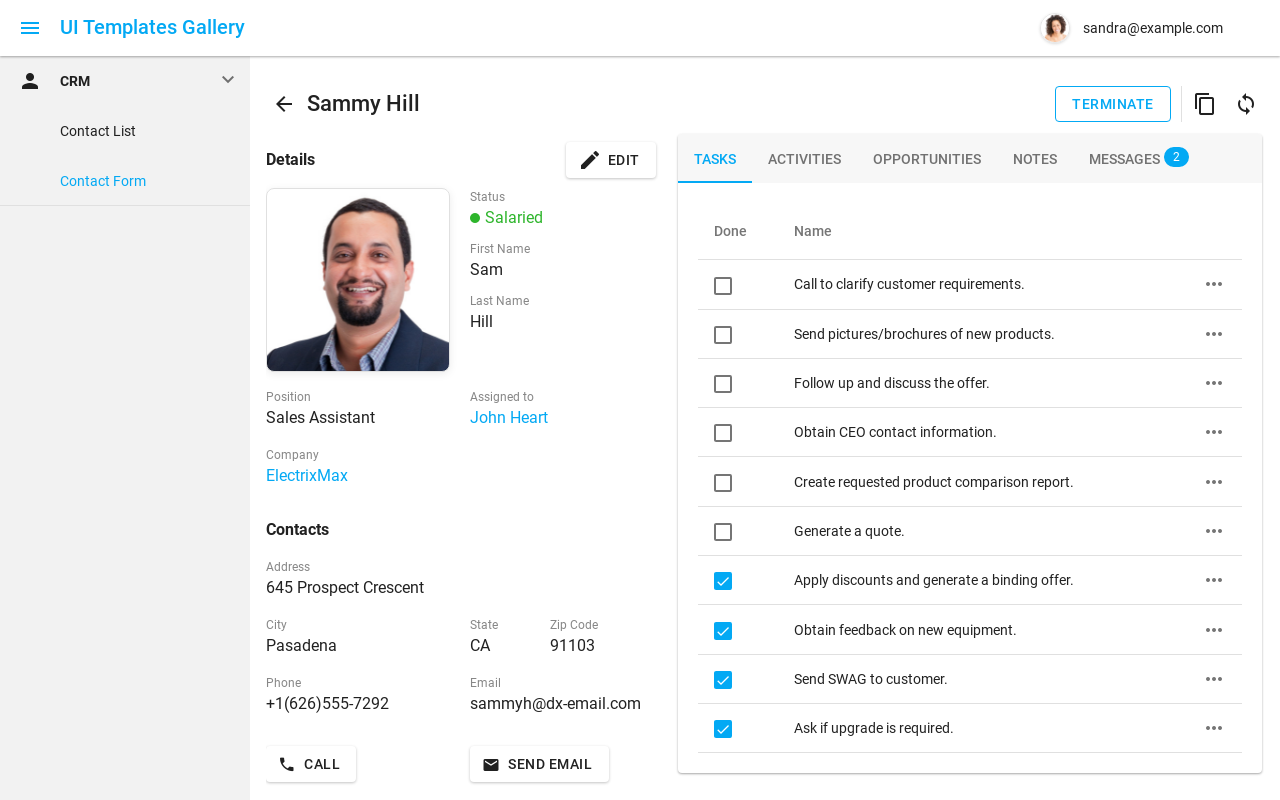 UI Templates Gallery
sandra@example.com
CRM
Contact List
Contact Form
Sammy Hill
TERMINATE
Details
EDIT
Status
Salaried
First Name
Sam
Last Name
Hill
Position
Sales Assistant
Assigned to
John Heart
Company
ElectrixMax
Contacts
Address
645 Prospect Crescent
City
Pasadena
State
CA
Zip Code
91103
Phone
+1(626)555-7292
Email
sammyh@dx-email.com
CALL
SEND EMAIL
TASKS
ACTIVITIES
OPPORTUNITIES
NOTES
MESSAGES 2
Done
Name
Call to clarify customer requirements.
Send pictures/brochures of new products.
Follow up and discuss the offer.
Obtain CEO contact information.
Create requested product comparison report.
Generate a quote.
Apply discounts and generate a binding offer.
Obtain feedback on new equipment.
Send SWAG to customer.
Ask if upgrade is required.